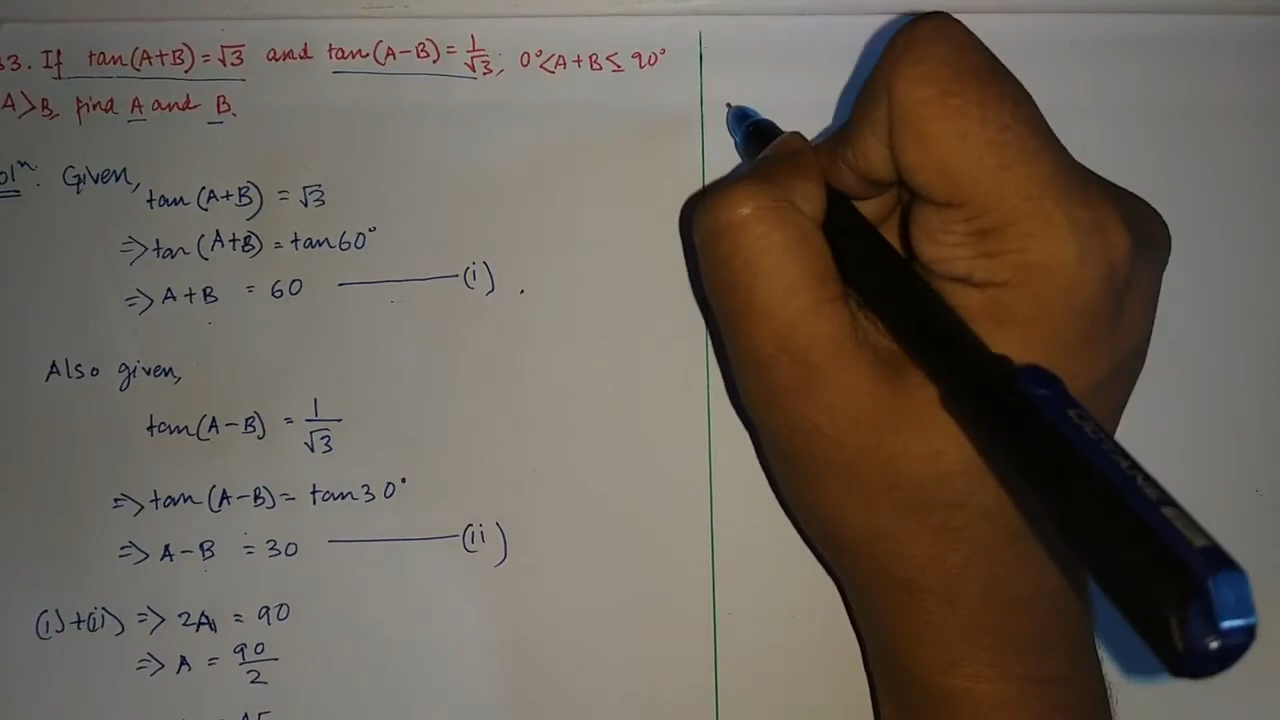 3. If tan(A+B)=√3 and tan(A-B)=1/√3, 0°<A+B≤90°
A>B, find A and B.
Solⁿ: Given,
tan(A+B) = √3
⇒tan(A+B)=tan60°
⇒A+B = 60 ———(i)
Also given,
tan(A-B) = 1/√3
⇒tan(A-B)= tan30°
⇒A-B = 30 ———(ii)
(i)+(ii) ⇒ 2A = 90
⇒ A = 90/2
OCTANE